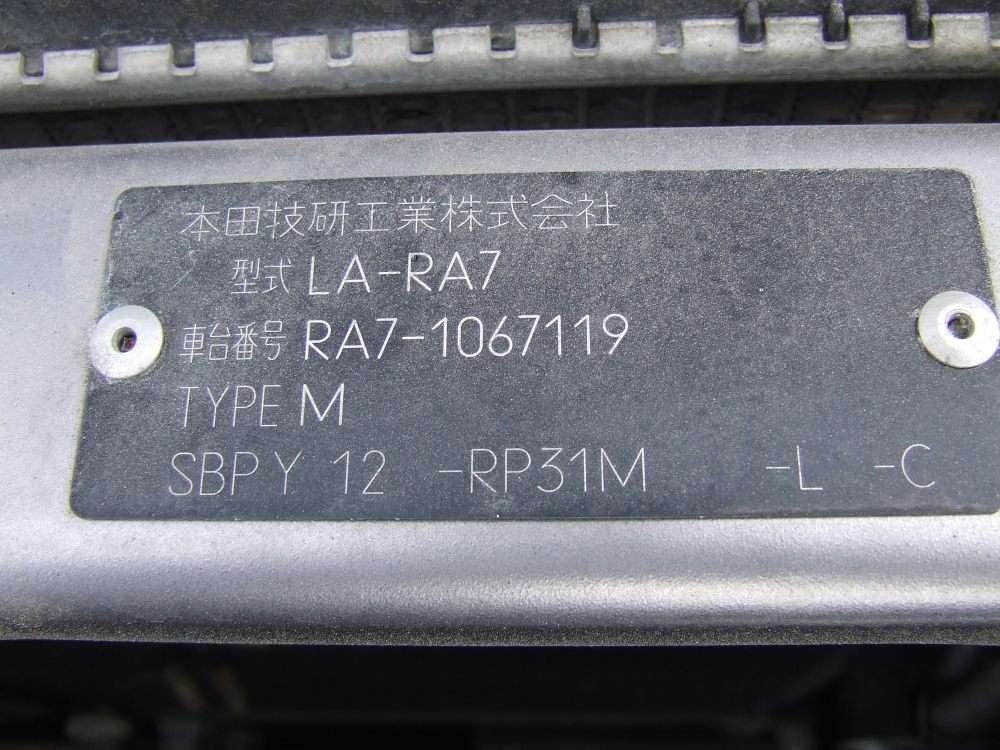 本田技研工業株式会社
型式 LA-RA7
車台番号 RA7-1067119
TYPE M
SBPY 12 -RP31M -L -C